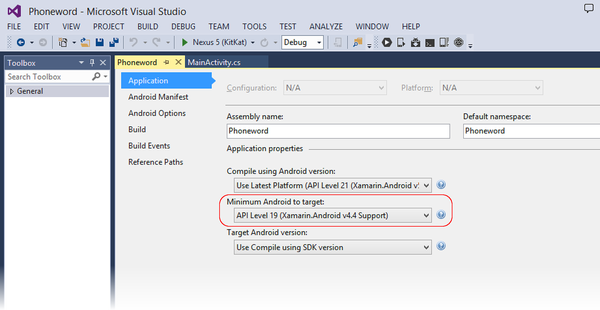 Phoneword - Microsoft Visual Studio
FILE EDIT VIEW PROJECT BUILD DEBUG TEAM TOOLS TEST ANALYZE WINDOW HELP
Nexus 5 (KitKat) Debug
Toolbox
Search Toolbox
General
Phoneword MainActivity.cs
Application
Android Manifest
Android Options
Build
Build Events
Reference Paths
Configuration: N/A Platform: N/A
Assembly name: Default namespace:
Phoneword Phoneword
Application properties
Compile using Android version:
Use Latest Platform (API Level 21 (Xamarin.Android v
Minimum Android to target:
API Level 19 (Xamarin.Android v4.4 Support)
Target Android version:
Use Compile using SDK version